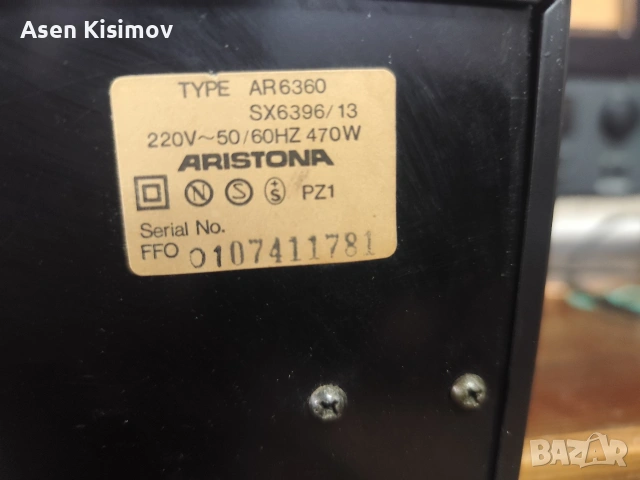 Asen Kisimov
TYPE AR6360
SX6396/13
220V~50/60HZ 470W
ARISTONA
N S +S PZ1
Serial No.
FFO 0107411781
BAZAR